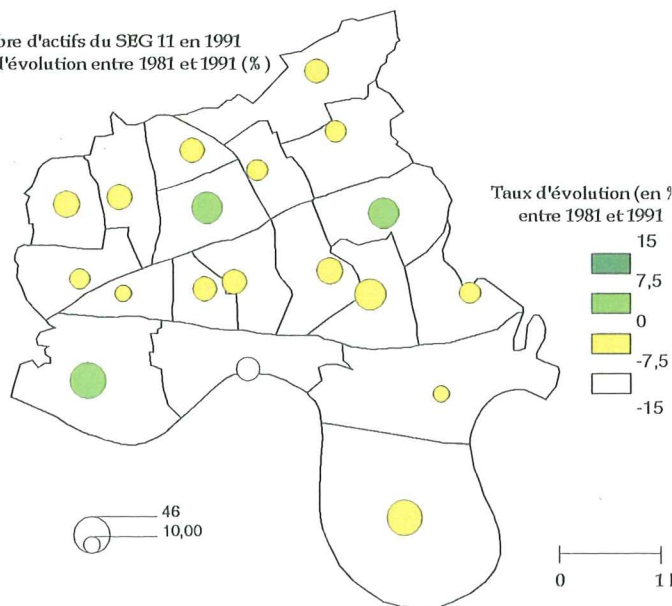 bre d'actifs du SEG 11 en 1991
d'évolution entre 1981 et 1991 (%)
Taux d'évolution (en %
entre 1981 et 1991
15
7,5
0
-7,5
-15
46
10,00
0 1